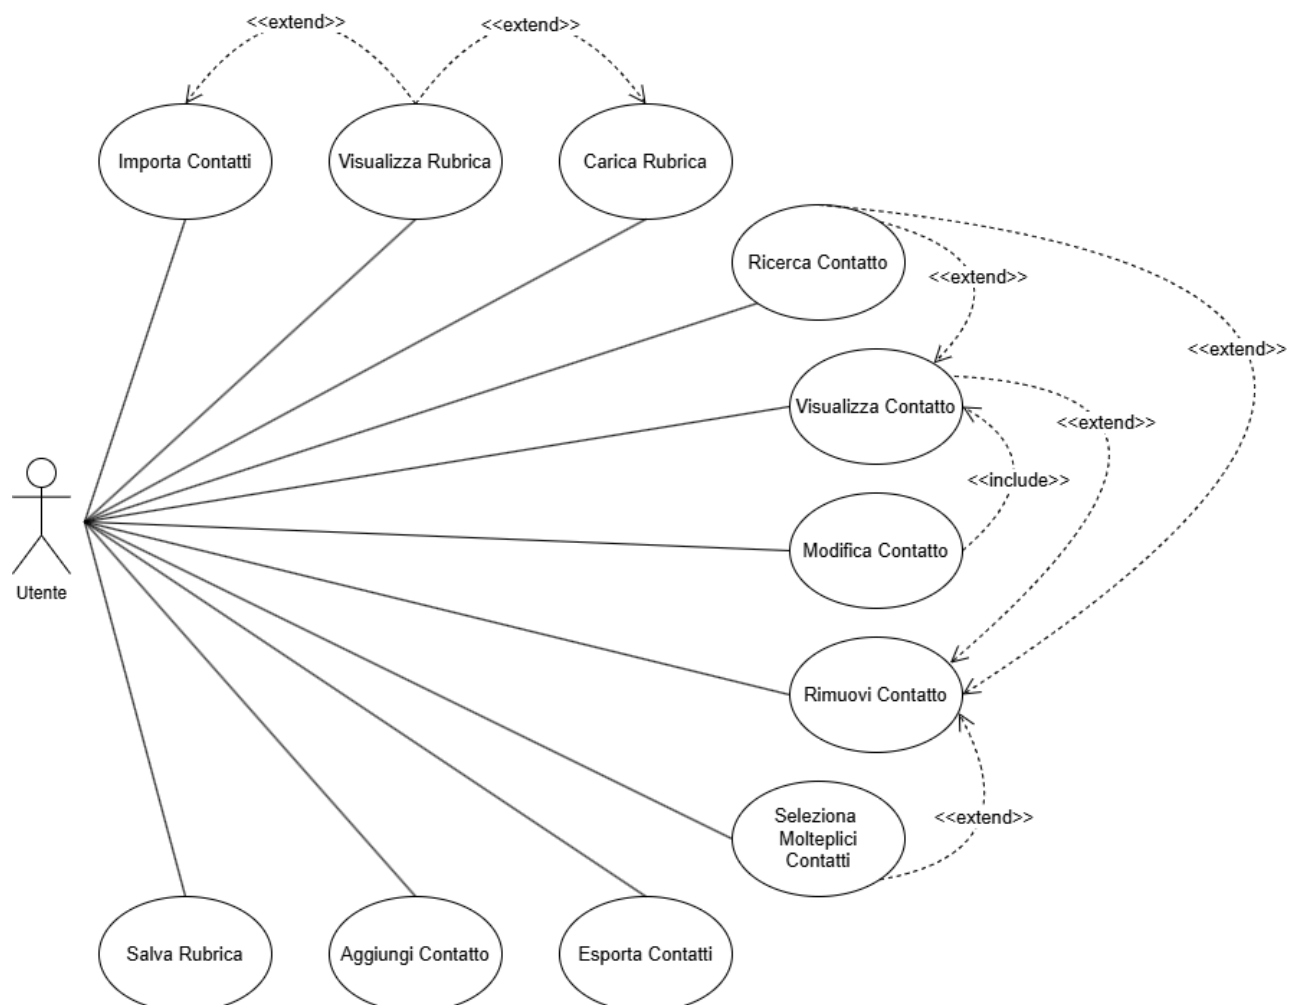 <<extend>>
<<extend>>
Importa Contatti
Visualizza Rubrica
Carica Rubrica
Ricerca Contatto
<<extend>>
<<extend>>
Visualizza Contatto
<<extend>>
<<include>>
Modifica Contatto
Utente
Rimuovi Contatto
Seleziona
Molteplici
Contatti
<<extend>>
Salva Rubrica
Aggiungi Contatto
Esporta Contatti